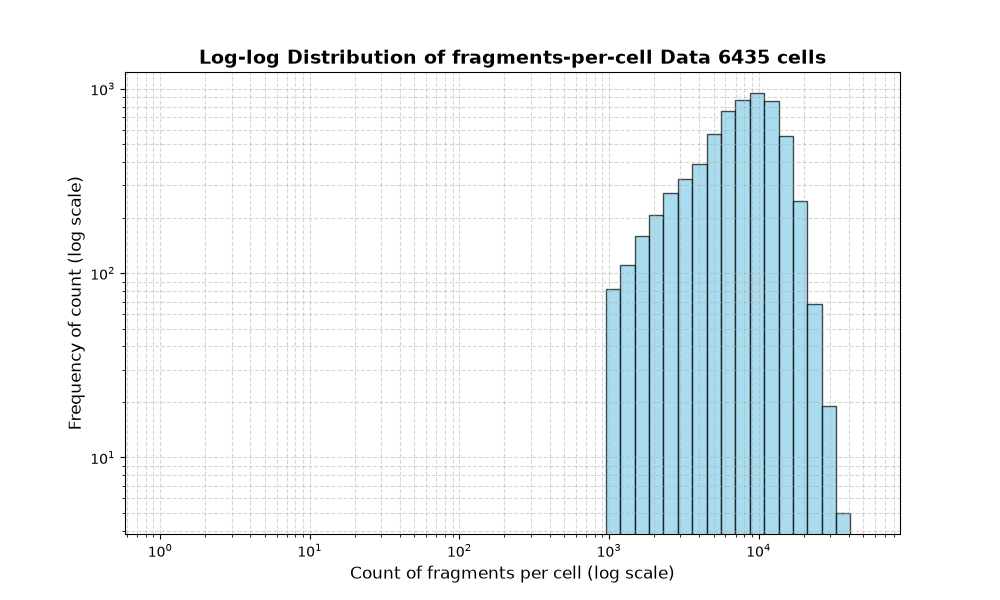 Log-log Distribution of fragments-per-cell Data 6435 cells
Frequency of count (log scale)
10³
10²
10¹
10⁰ 10¹ 10² 10³ 10⁴
Count of fragments per cell (log scale)